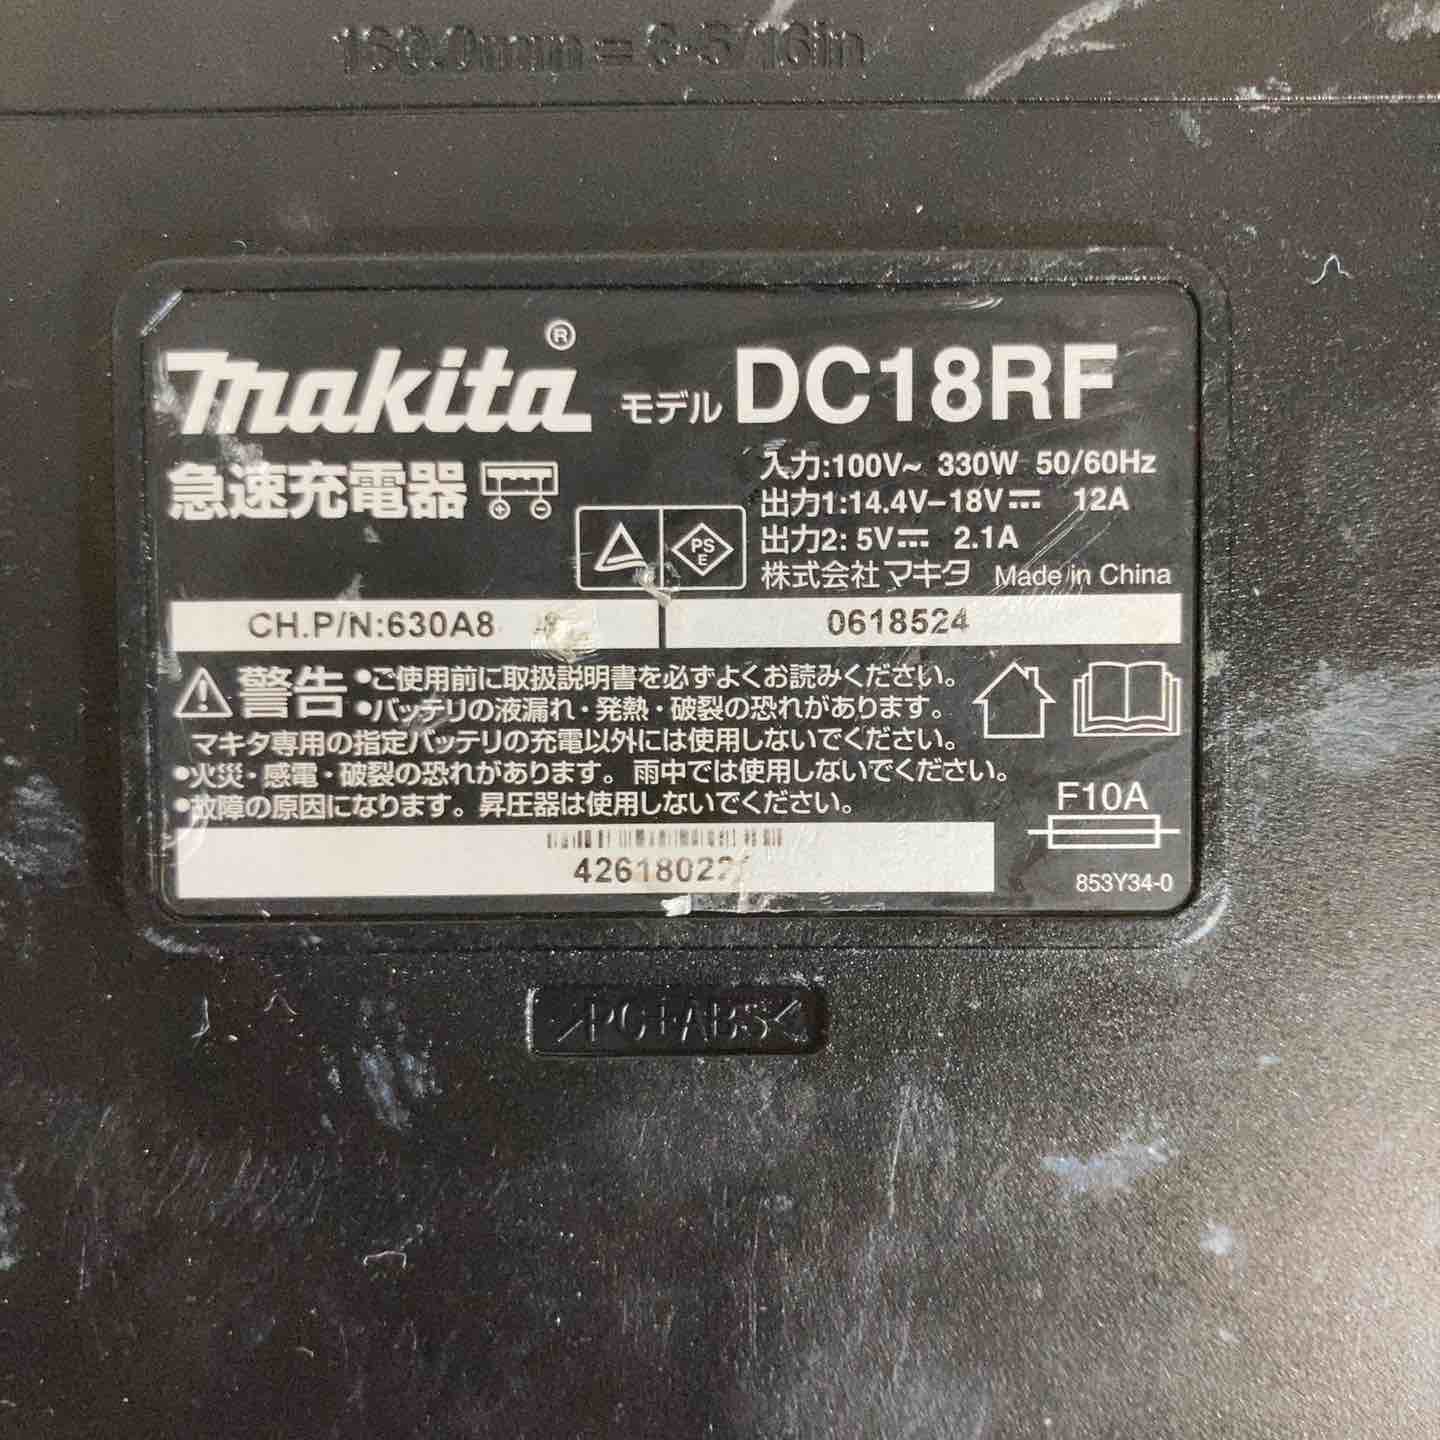 160.0mm = 6-5/16in
makita® モデル DC18RF
急速充電器
入力:100V~ 330W 50/60Hz
出力1:14.4V-18V⎓ 12A
出力2: 5V⎓ 2.1A
PS
E
株式会社マキタ Made in China
CH.P/N:630A8
0618524
⚠警告 •ご使用前に取扱説明書を必ずよくお読みください。
•バッテリの液漏れ・発熱・破裂の恐れがあります。
マキタ専用の指定バッテリの充電以外には使用しないでください。
•火災・感電・破裂の恐れがあります。雨中では使用しないでください。
•故障の原因になります。昇圧器は使用しないでください。
F10A
853Y34-0
>PC+ABS<